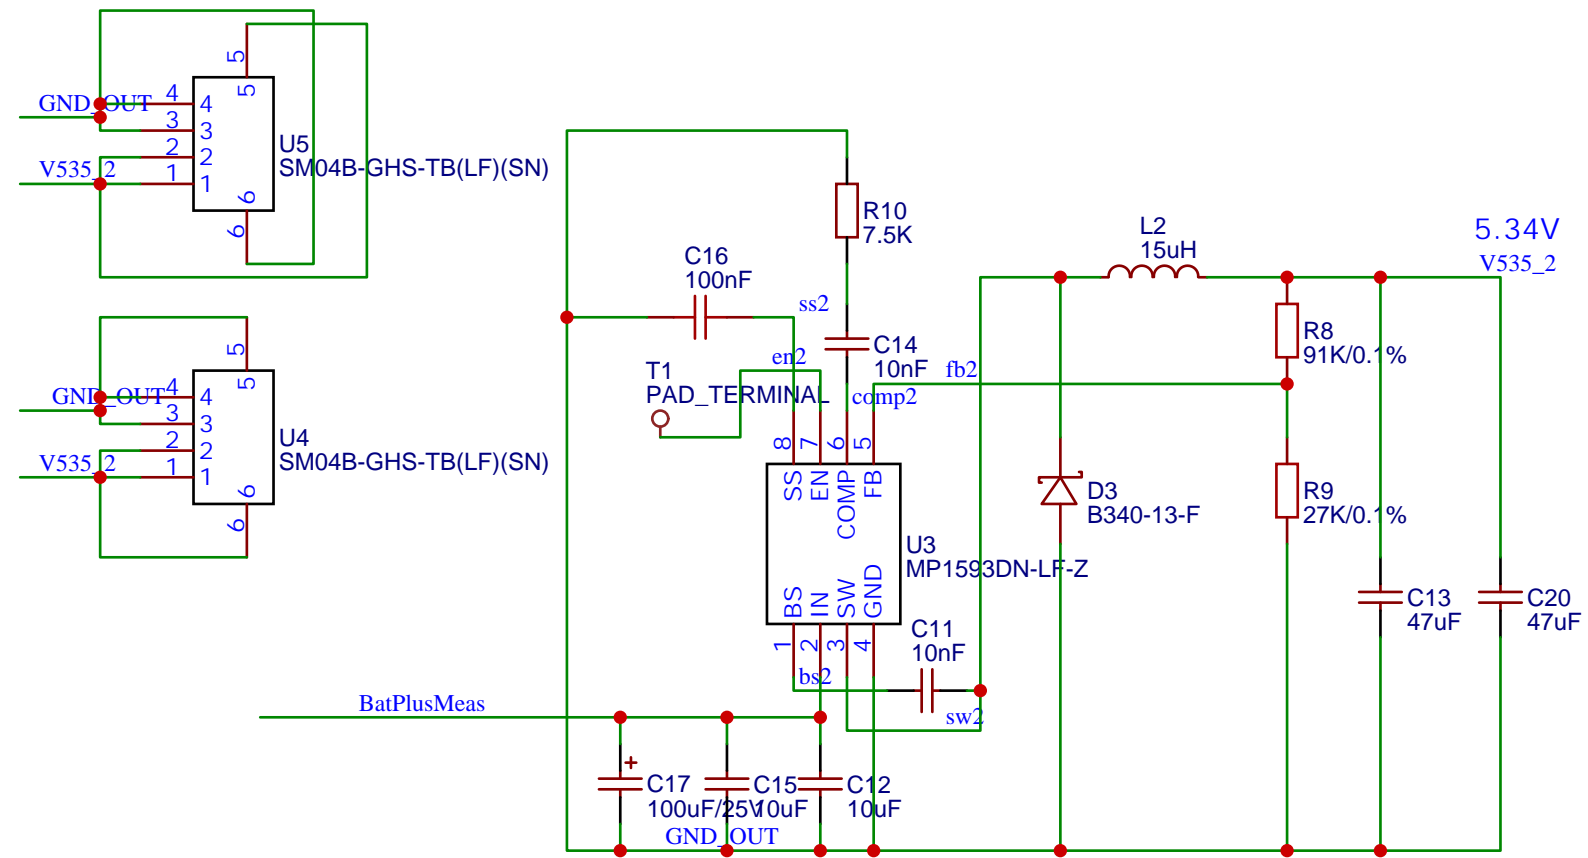 5
5
GND_OUT
4
4
3
3
2
2
V535_2
1
1
6
6
U5
SM04B-GHS-TB(LF)(SN)
5
5
GND_OUT
4
4
3
3
2
2
V535_2
1
1
6
6
U4
SM04B-GHS-TB(LF)(SN)
R10
7.5K
C16
100nF
ss2
C14
10nF
en2
T1
PAD_TERMINAL
comp2
fb2
8
7
6
5
SS
EN
COMP
FB
U3
MP1593DN-LF-Z
BS
IN
SW
GND
1
2
3
4
C11
10nF
bs2
sw2
L2
15uH
5.34V
V535_2
R8
91K/0.1%
D3
B340-13-F
R9
27K/0.1%
C13
47uF
C20
47uF
BatPlusMeas
+
C17
100uF/25V
C15
10uF
C12
10uF
GND_OUT